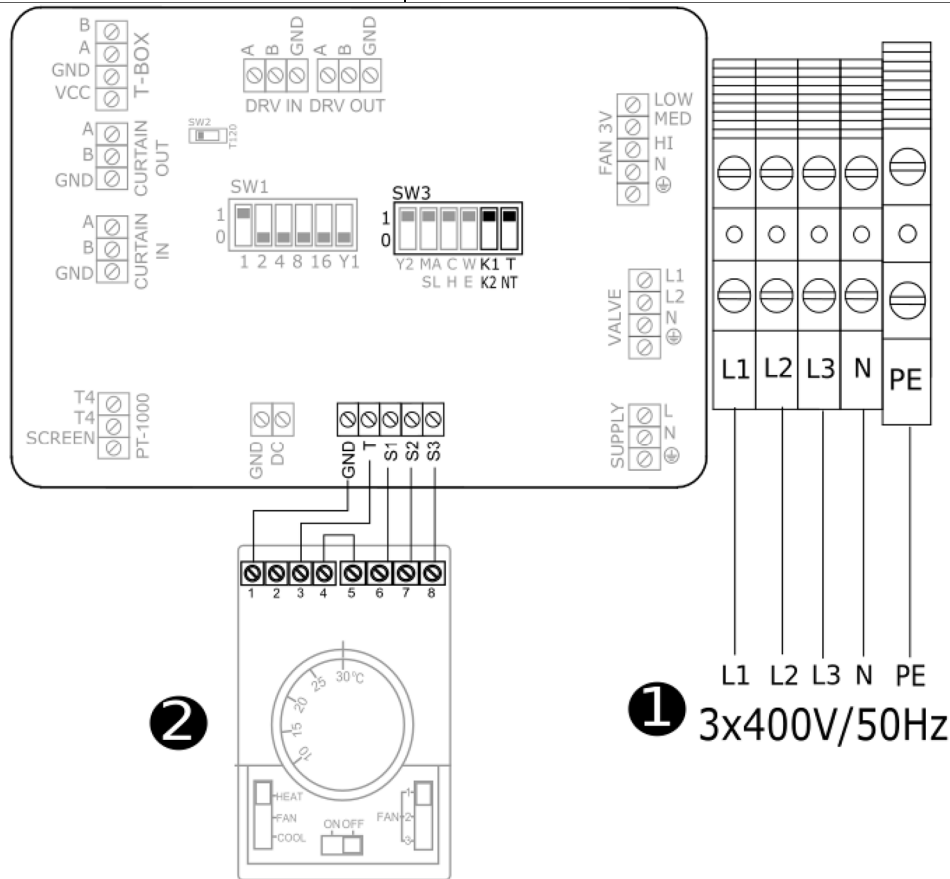 B
A
GND
VCC
T-BOX
A
B
GND
CURTAIN
OUT
A
B
GND
CURTAIN
IN
T4
T4
SCREEN
PT-1000
A B GND
A B GND
DRV IN DRV OUT
SW2
T120
SW1
1
0
1 2 4 8 16 Y1
SW3
1
0
Y2 MA C W K1 T
SL H E K2 NT
LOW
MED
HI
N
FAN 3V
L1
L2
N
VALVE
L
N
SUPPLY
GND
DC
GND T S1 S2 S3
1 2 3 4 5 6 7 8
30°C
25
20
15
10
HEAT
FAN
COOL
ON OFF
FAN
1
2
3
2
L1 L2 L3 N PE
L1 L2 L3 N PE
1 3x400V/50Hz